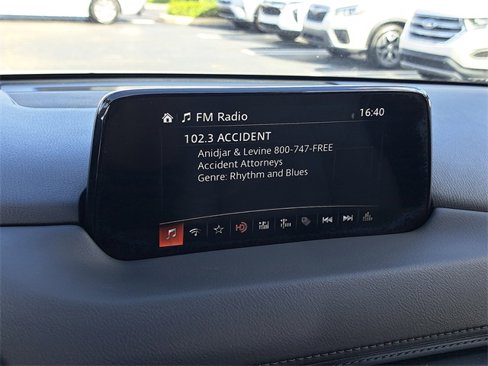 FM Radio
16:40
102.3 ACCIDENT
Anidjar & Levine 800-747-FREE
Accident Attorneys
Genre: Rhythm and Blues